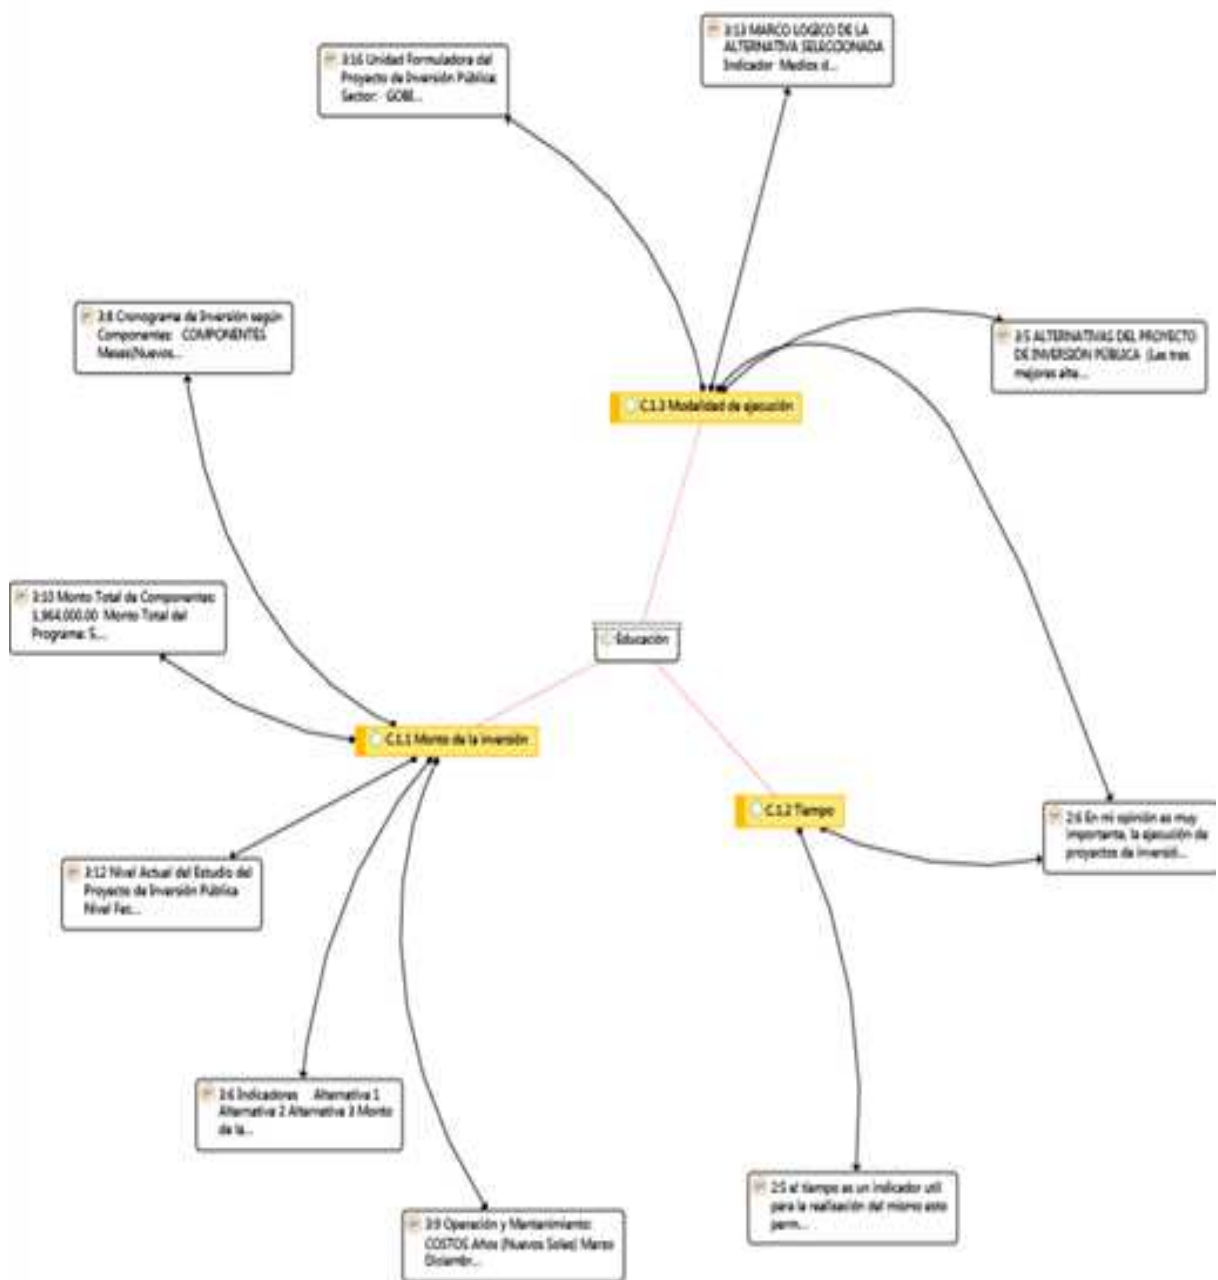 3:13 MARCO LOGICO DE LA
ALTERNATIVA SELECCIONADA
Indicador Medios d...
3:16 Unidad Formuladora del
Proyecto de Inversión Pública:
Sector: GOBI...
3:8 Cronograma de Inversión según
Componentes: COMPONENTES
Meses(Nuevos...
3:5 ALTERNATIVAS DEL PROYECTO
DE INVERSIÓN PÚBLICA (Las tres
mejores alte...
C.1.3 Modalidad de ejecución
3:10 Monto Total de Componentes:
1,964,000.00 Monto Total del
Programa: S...
Educación
C.1.1 Monto de la inversión
C.1.2 Tiempo
2:6 En mi opinión es muy
importante, la ejecución de
proyectos de inversió...
3:12 Nivel Actual del Estudio del
Proyecto de Inversión Pública
Nivel Fec...
3:6 Indicadores Alternativa 1
Alternativa 2 Alternativa 3 Monto
de la...
2:5 el tiempo es un indicador util
para la realisación del mismo esto
perm...
3:9 Operación y Mantenimiento:
COSTOS Años (Nuevos Soles) Marzo
Diciembr...